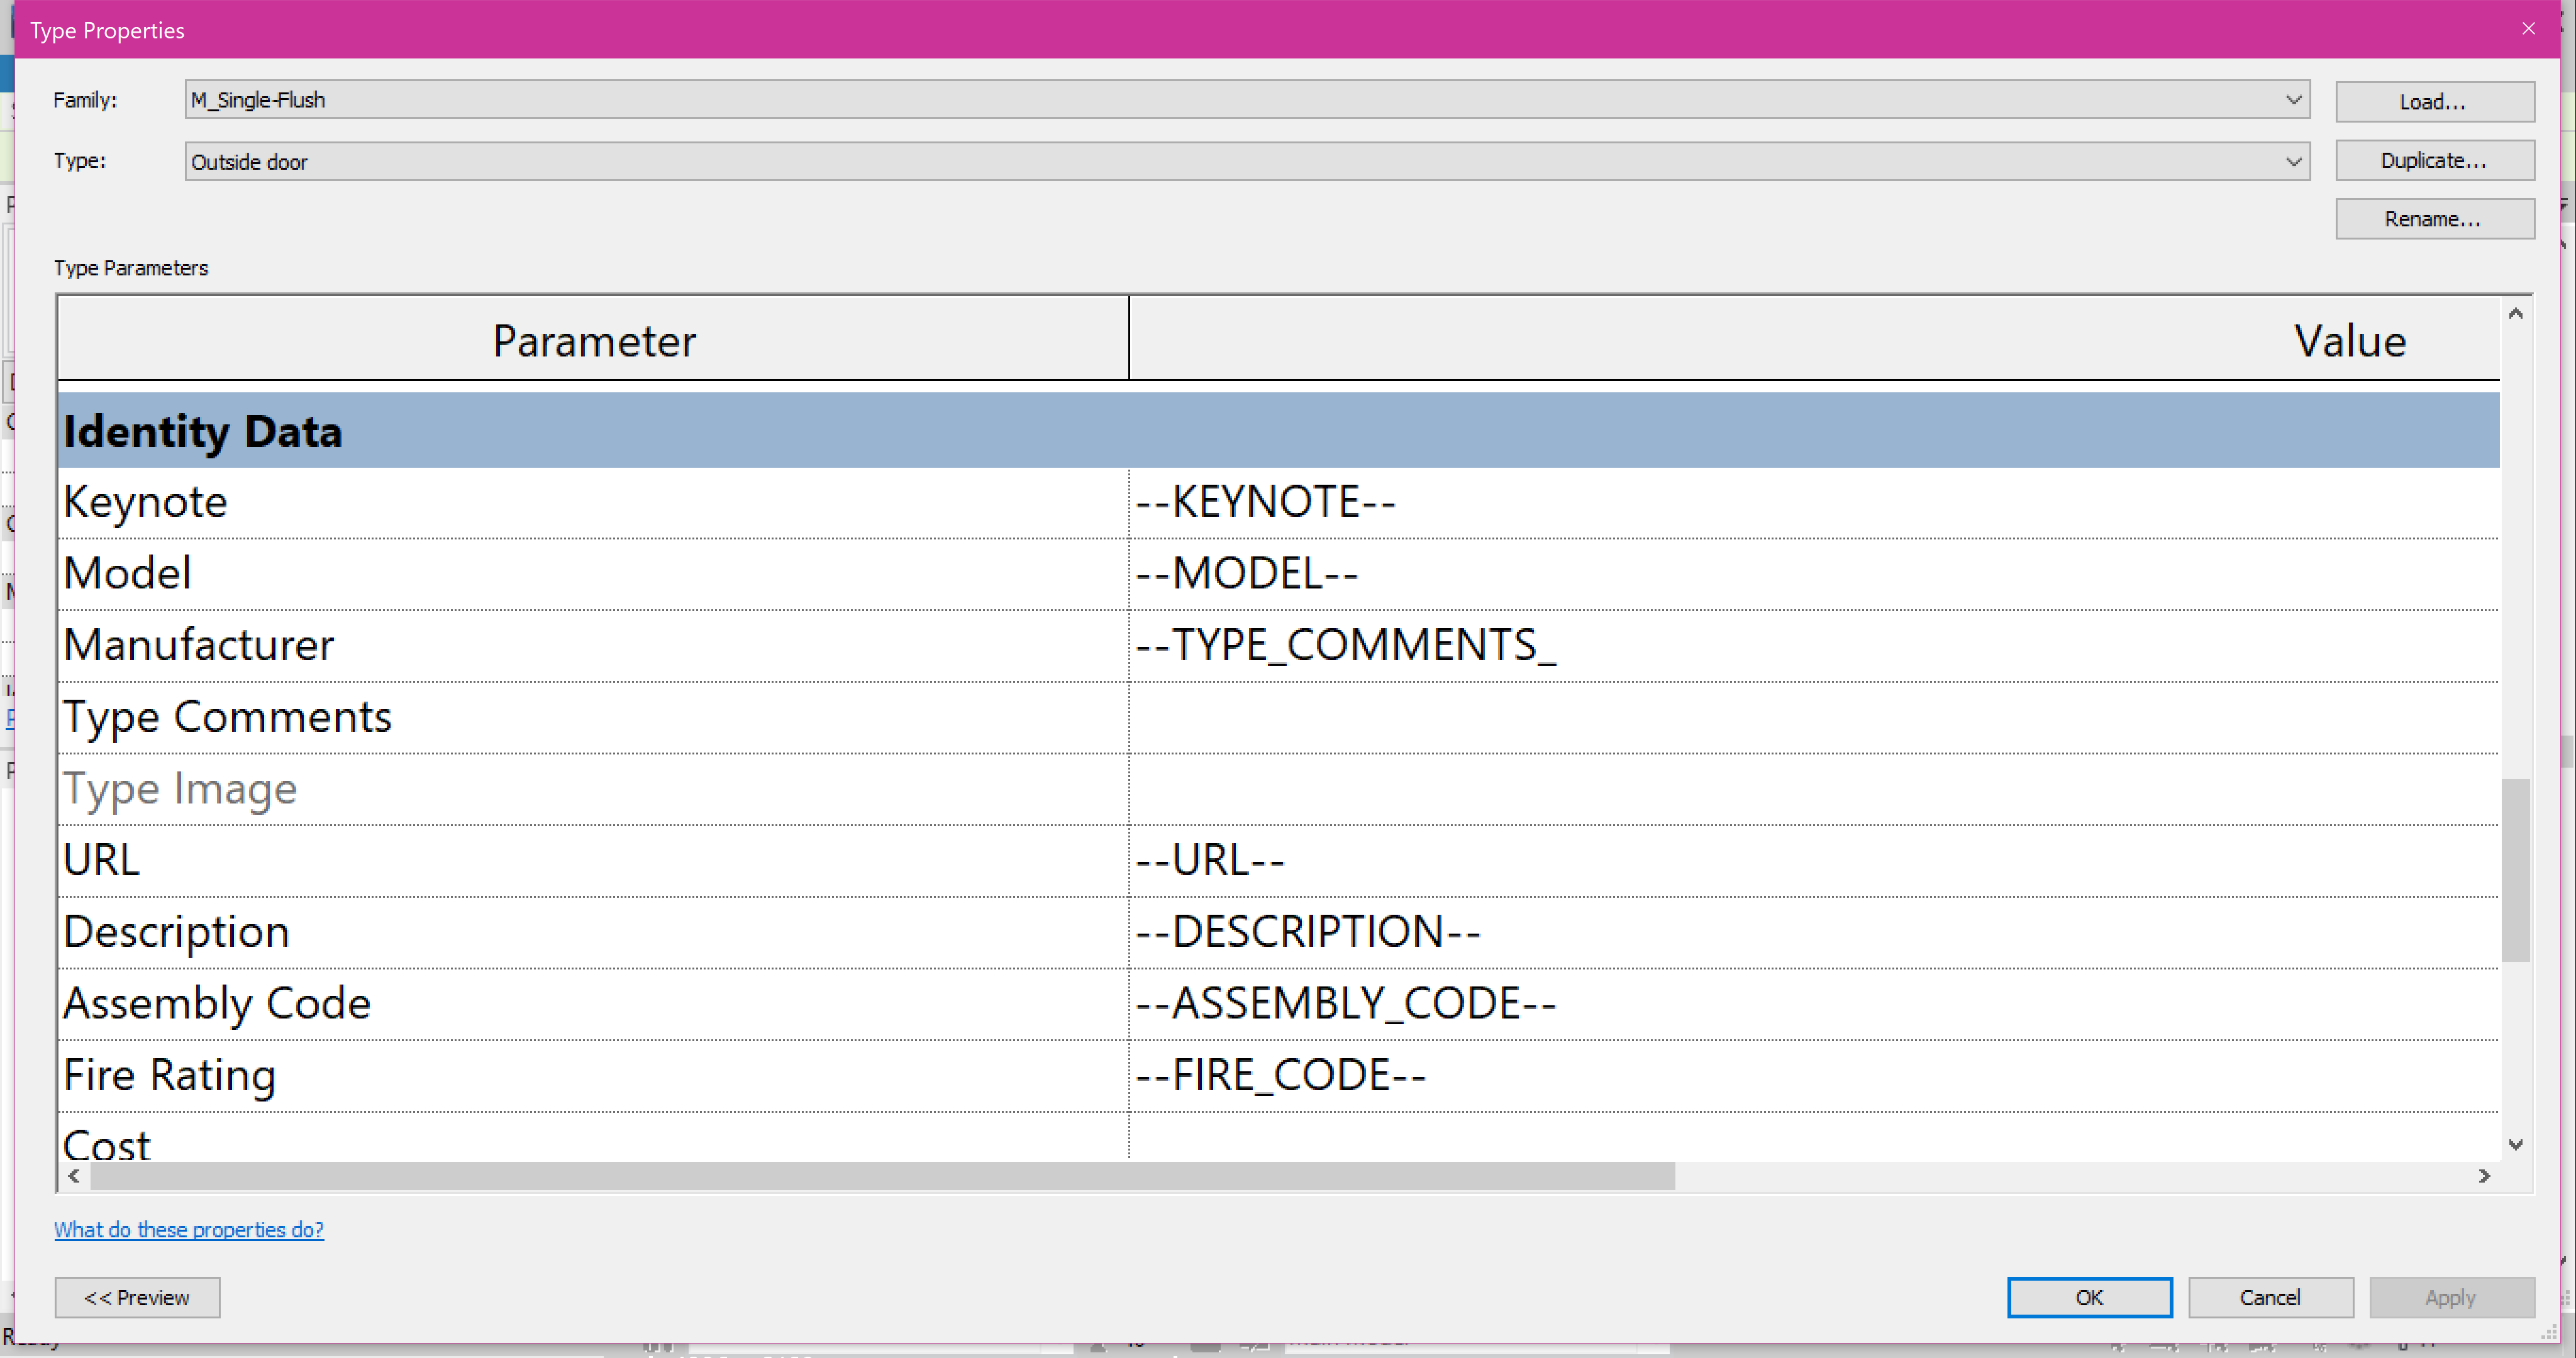 Type Properties
Family: M_Single-Flush Load...
Type: Outside door Duplicate...
Rename...
Type Parameters
Parameter Value
Identity Data
Keynote --KEYNOTE--
Model --MODEL--
Manufacturer --TYPE_COMMENTS_
Type Comments
Type Image
URL --URL--
Description --DESCRIPTION--
Assembly Code --ASSEMBLY_CODE--
Fire Rating --FIRE_CODE--
Cost
What do these properties do?
<< Preview OK Cancel Apply